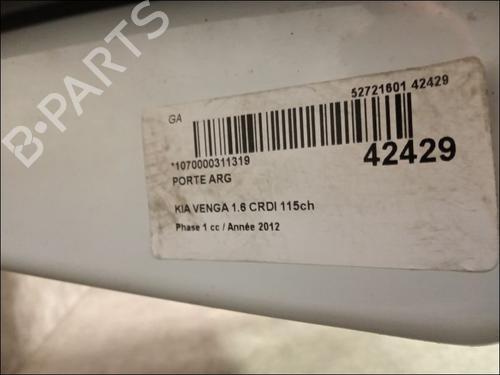 B-PARTS
GA
52721601 42429
*1070000311319
42429
PORTE ARG
KIA VENGA 1.6 CRDI 115ch
Phase 1 cc / Année 2012